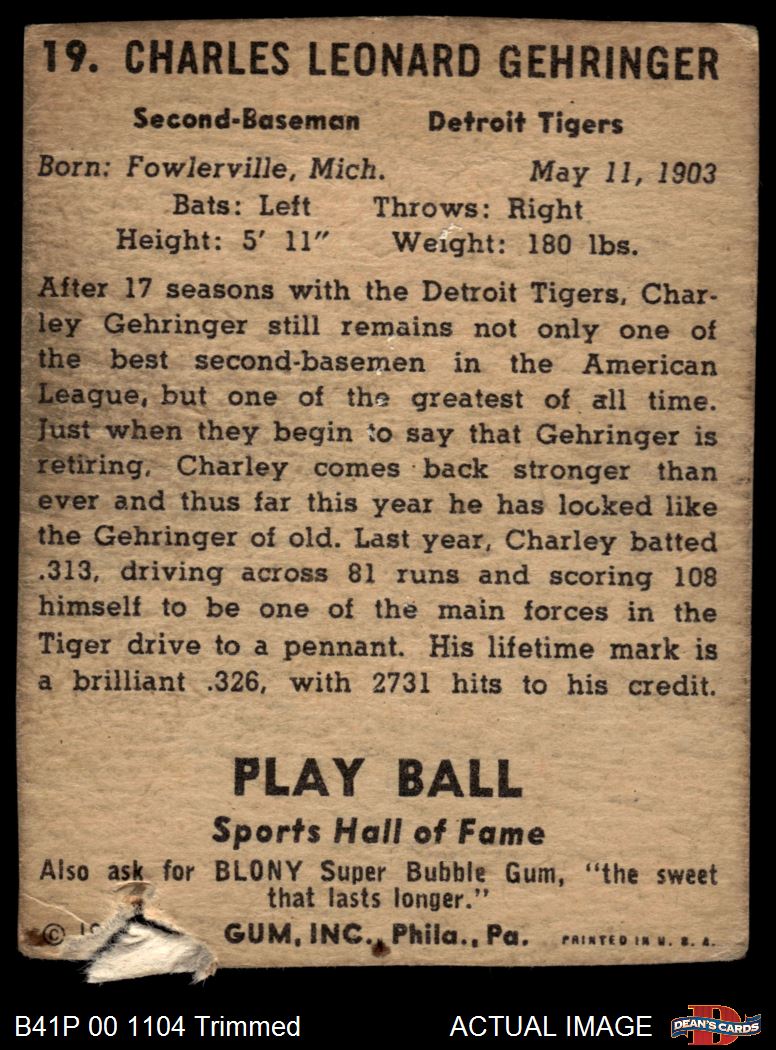 19. CHARLES LEONARD GEHRINGER
Second-Baseman Detroit Tigers
Born: Fowlerville, Mich. May 11, 1903
Bats: Left Throws: Right
Height: 5' 11" Weight: 180 lbs.
After 17 seasons with the Detroit Tigers, Char-
ley Gehringer still remains not only one of
the best second-basemen in the American
League, but one of the greatest of all time.
Just when they begin to say that Gehringer is
retiring, Charley comes back stronger than
ever and thus far this year he has looked like
the Gehringer of old. Last year, Charley batted
.313, driving across 81 runs and scoring 108
himself to be one of the main forces in the
Tiger drive to a pennant. His lifetime mark is
a brilliant .326, with 2731 hits to his credit.
PLAY BALL
Sports Hall of Fame
Also ask for BLONY Super Bubble Gum, "the sweet
that lasts longer."
© GUM, INC., Phila., Pa. PRINTED IN U. S. A.
B41P 00 1104 Trimmed ACTUAL IMAGE DEAN'S CARDS